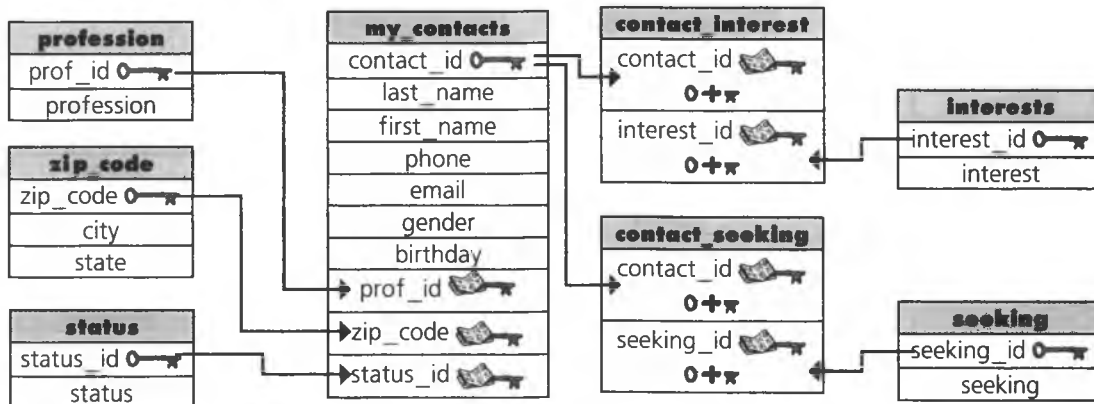 profession
prof_id
profession
zip_code
zip_code
city
state
status
status_id
status
my_contacts
contact_id
last_name
first_name
phone
email
gender
birthday
prof_id
zip_code
status_id
contact_interest
contact_id
interest_id
contact_seeking
contact_id
seeking_id
interests
interest_id
interest
seeking
seeking_id
seeking